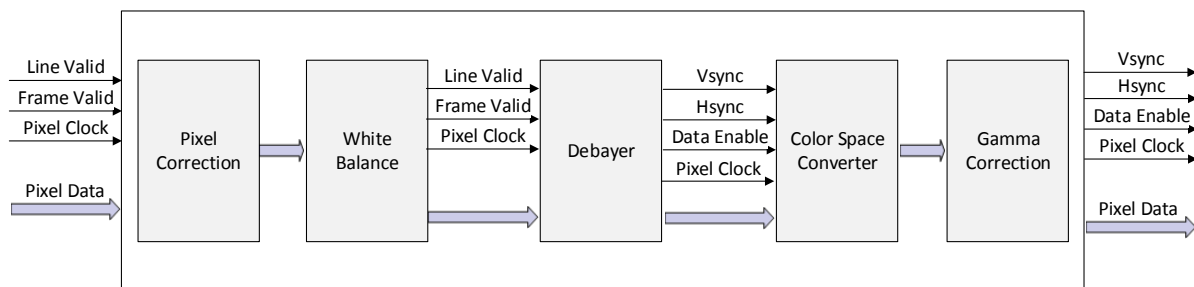 Line Valid
Frame Valid
Pixel Clock
Pixel Data
Pixel
Correction
White
Balance
Line Valid
Frame Valid
Pixel Clock
Debayer
Vsync
Hsync
Data Enable
Pixel Clock
Color Space
Converter
Gamma
Correction
Vsync
Hsync
Data Enable
Pixel Clock
Pixel Data